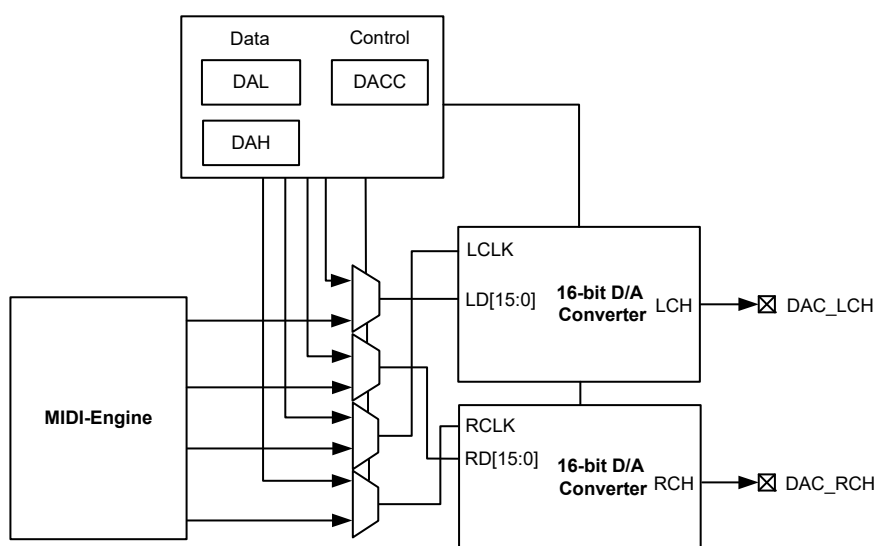 Data
Control
DAL
DACC
DAH
LCLK
LD[15:0]
16-bit D/A
Converter
LCH
DAC_LCH
MIDI-Engine
RCLK
RD[15:0]
16-bit D/A
Converter
RCH
DAC_RCH